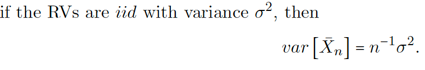 if the RVs are iid with variance σ², then
var[X̄ₙ] = n⁻¹σ².